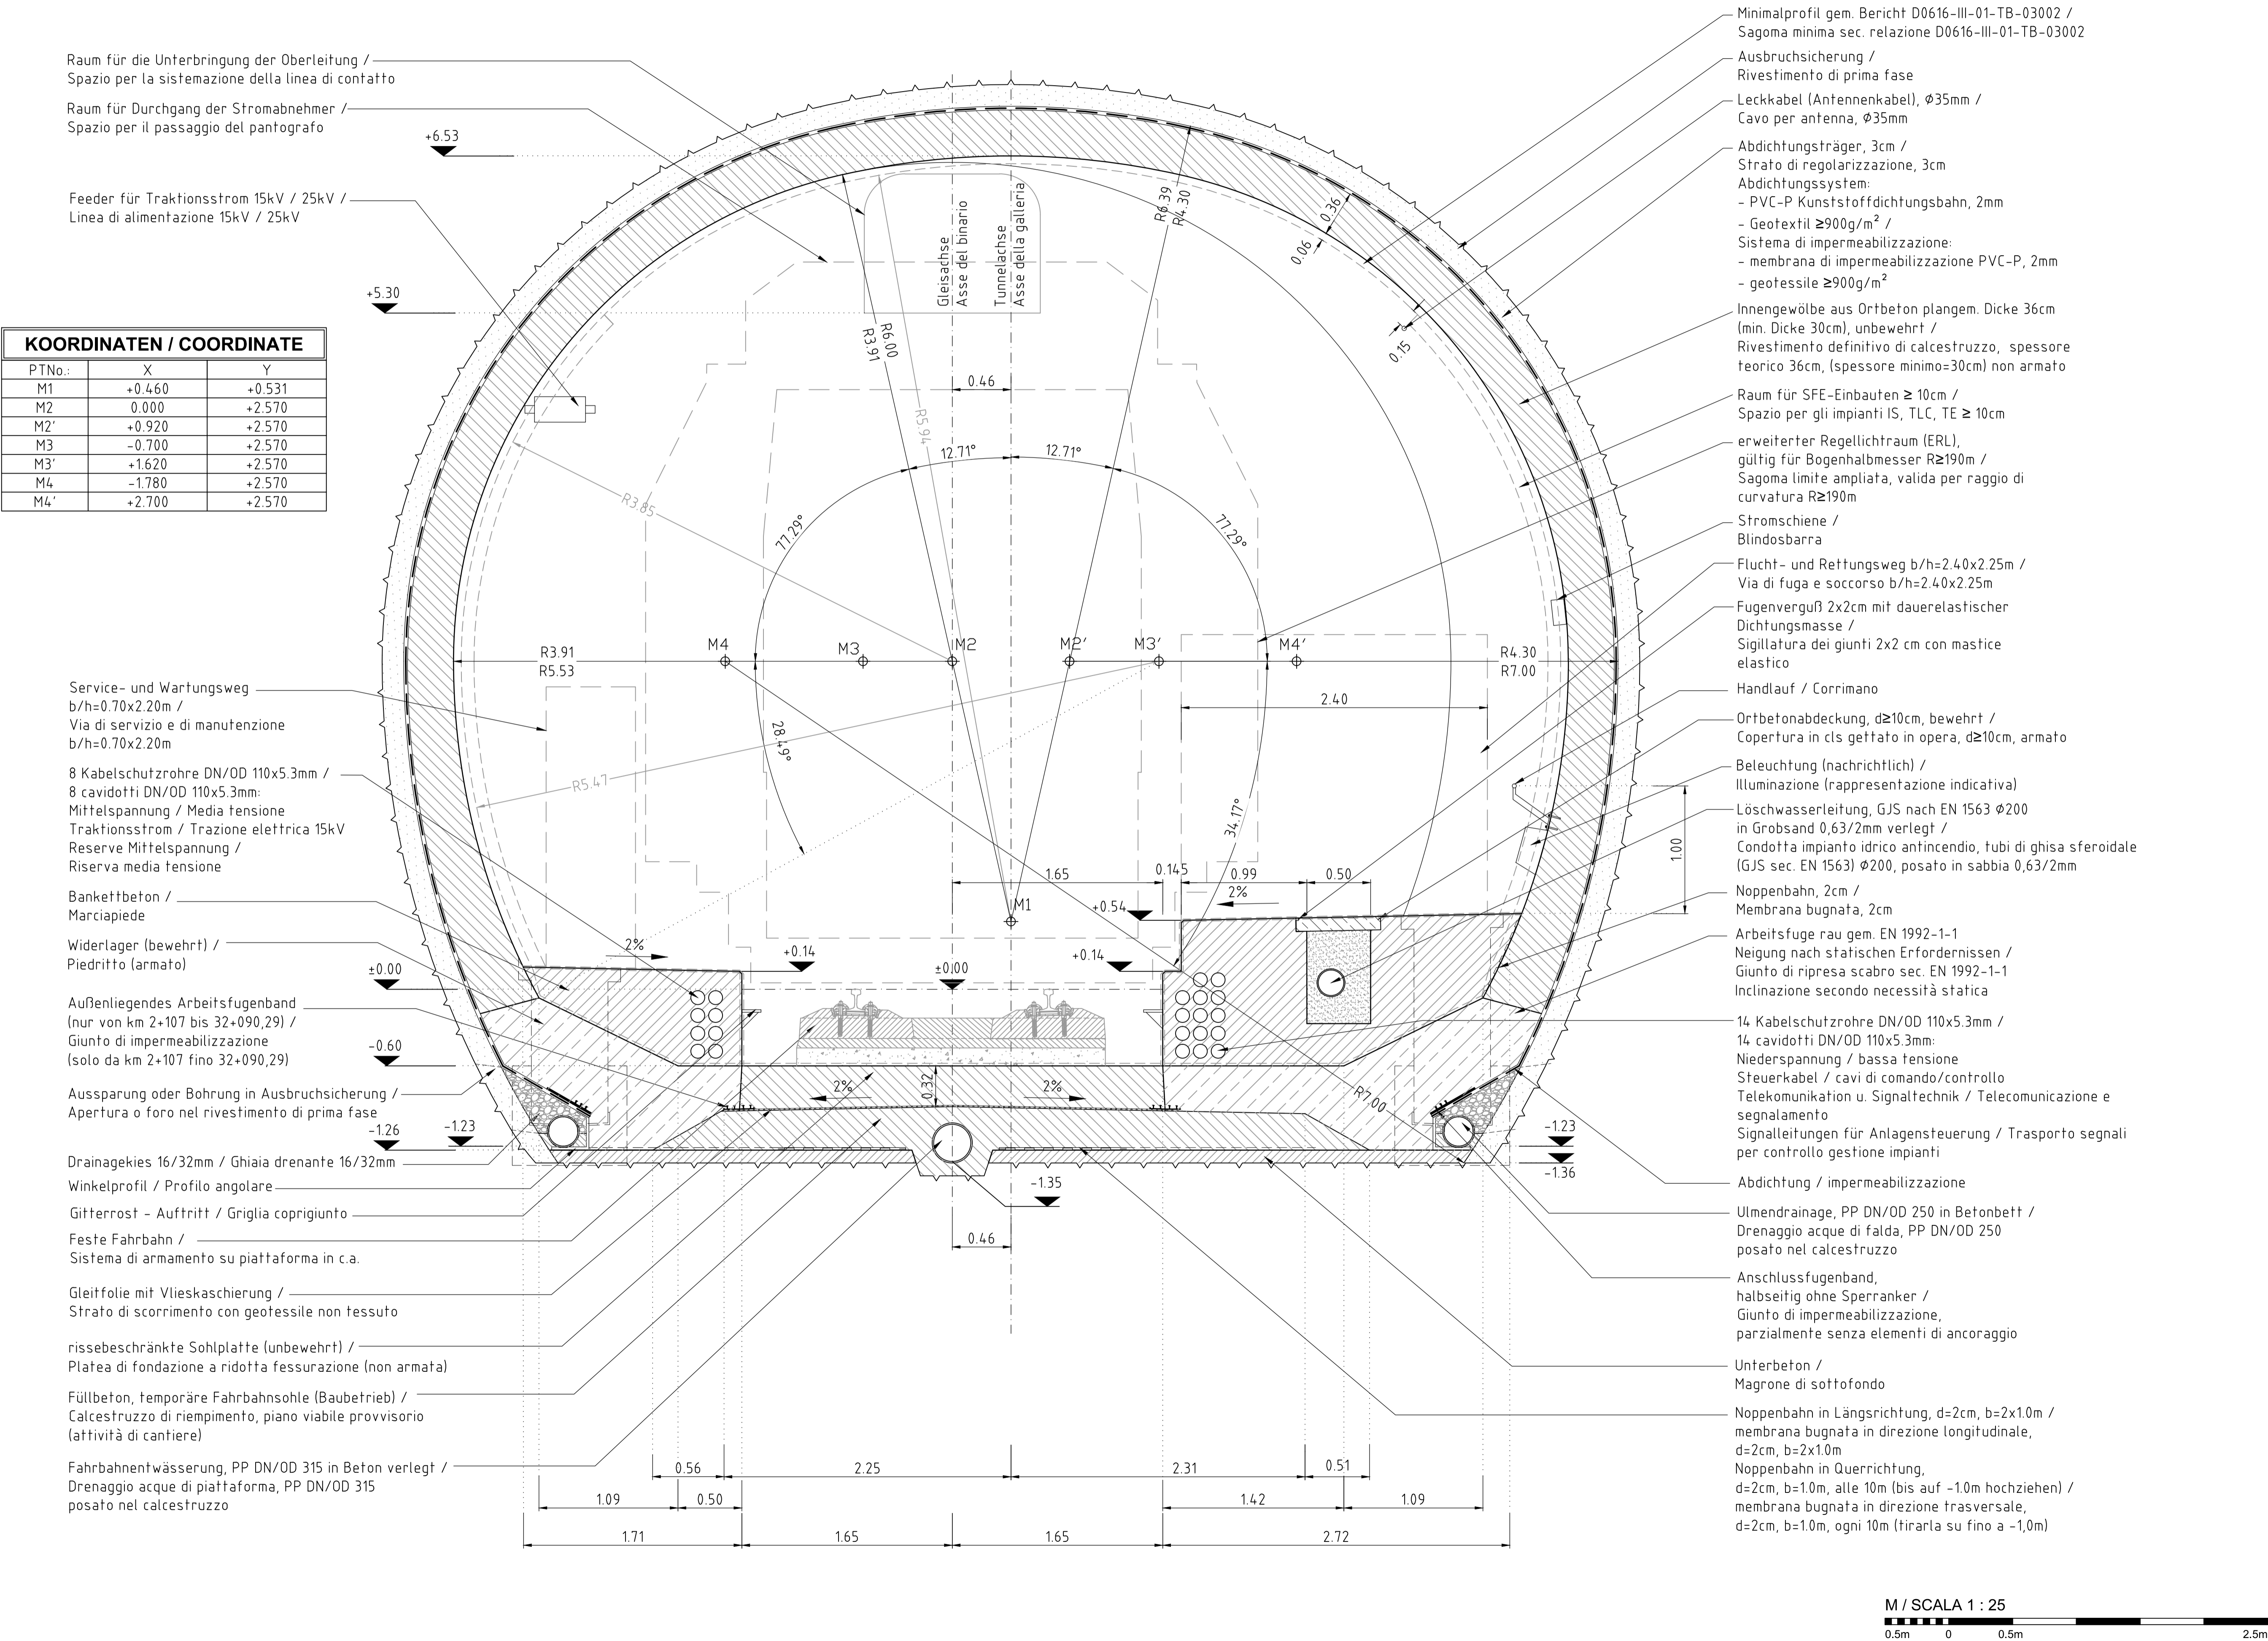 Raum für die Unterbringung der Oberleitung /
Spazio per la sistemazione della linea di contatto
Raum für Durchgang der Stromabnehmer /
Spazio per il passaggio del pantografo
Feeder für Traktionsstrom 15kV / 25kV /
Linea di alimentazione 15kV / 25kV
KOORDINATEN / COORDINATE
PTNo.: X Y
M1 +0.460 +0.531
M2 0.000 +2.570
M2' +0.920 +2.570
M3 -0.700 +2.570
M3' +1.620 +2.570
M4 -1.780 +2.570
M4' +2.700 +2.570
Service- und Wartungsweg
b/h=0.70x2.20m /
Via di servizio e di manutenzione
b/h=0.70x2.20m
8 Kabelschutzrohre DN/OD 110x5.3mm /
8 cavidotti DN/OD 110x5.3mm:
Mittelspannung / Media tensione
Traktionsstrom / Trazione elettrica 15kV
Reserve Mittelspannung /
Riserva media tensione
Bankettbeton /
Marciapiede
Widerlager (bewehrt) /
Piedritto (armato)
Außenliegendes Arbeitsfugenband
(nur von km 2+107 bis 32+090,29) /
Giunto di impermeabilizzazione
(solo da km 2+107 fino 32+090,29)
Aussparung oder Bohrung in Ausbruchsicherung /
Apertura o foro nel rivestimento di prima fase
Drainagekies 16/32mm / Ghiaia drenante 16/32mm
Winkelprofil / Profilo angolare
Gitterrost - Auftritt / Griglia coprigiunto
Feste Fahrbahn /
Sistema di armamento su piattaforma in c.a.
Gleitfolie mit Vlieskaschierung /
Strato di scorrimento con geotessile non tessuto
rissebeschränkte Sohlplatte (unbewehrt) /
Platea di fondazione a ridotta fessurazione (non armata)
Füllbeton, temporäre Fahrbahnsohle (Baubetrieb) /
Calcestruzzo di riempimento, piano viabile provvisorio
(attività di cantiere)
Fahrbahnentwässerung, PP DN/OD 315 in Beton verlegt /
Drenaggio acque di piattaforma, PP DN/OD 315
posato nel calcestruzzo
+6.53
+5.30
Gleisachse
Asse del binario
Tunnelachse
Asse della galleria
R6.39
R4.30
0.36
0.06
0.15
R6.00
R3.91
R5.94
0.46
12.71°
12.71°
R3.85
77.29°
77.29°
M4
M3
M2
M2'
M3'
M4'
R3.91
R5.53
R4.30
R7.00
2.40
28.49°
R5.47
34.17°
1.00
1.65
0.145
0.99
0.50
2%
M1
+0.54
2%
+0.14
+0.14
±0.00
±0.00
-0.60
0.32
2%
2%
R7.00
-1.26
-1.23
-1.23
-1.36
-1.35
0.46
0.56
2.25
2.31
0.51
1.09
0.50
1.42
1.09
1.71
1.65
1.65
2.72
Minimalprofil gem. Bericht D0616-III-01-TB-03002 /
Sagoma minima sec. relazione D0616-III-01-TB-03002
Ausbruchsicherung /
Rivestimento di prima fase
Leckkabel (Antennenkabel), Ø35mm /
Cavo per antenna, Ø35mm
Abdichtungsträger, 3cm /
Strato di regolarizzazione, 3cm
Abdichtungssystem:
- PVC-P Kunststoffdichtungsbahn, 2mm
- Geotextil ≥900g/m² /
Sistema di impermeabilizzazione:
- membrana di impermeabilizzazione PVC-P, 2mm
- geotessile ≥900g/m²
Innengewölbe aus Ortbeton plangem. Dicke 36cm
(min. Dicke 30cm), unbewehrt /
Rivestimento definitivo di calcestruzzo, spessore
teorico 36cm, (spessore minimo=30cm) non armato
Raum für SFE-Einbauten ≥ 10cm /
Spazio per gli impianti IS, TLC, TE ≥ 10cm
erweiterter Regellichtraum (ERL),
gültig für Bogenhalbmesser R≥190m /
Sagoma limite ampliata, valida per raggio di
curvatura R≥190m
Stromschiene /
Blindosbarra
Flucht- und Rettungsweg b/h=2.40x2.25m /
Via di fuga e soccorso b/h=2.40x2.25m
Fugenverguß 2x2cm mit dauerelastischer
Dichtungsmasse /
Sigillatura dei giunti 2x2 cm con mastice
elastico
Handlauf / Corrimano
Ortbetonabdeckung, d≥10cm, bewehrt /
Copertura in cls gettato in opera, d≥10cm, armato
Beleuchtung (nachrichtlich) /
Illuminazione (rappresentazione indicativa)
Löschwasserleitung, GJS nach EN 1563 Ø200
in Grobsand 0,63/2mm verlegt /
Condotta impianto idrico antincendio, tubi di ghisa sferoidale
(GJS sec. EN 1563) Ø200, posato in sabbia 0,63/2mm
Noppenbahn, 2cm /
Membrana bugnata, 2cm
Arbeitsfuge rau gem. EN 1992-1-1
Neigung nach statischen Erfordernissen /
Giunto di ripresa scabro sec. EN 1992-1-1
Inclinazione secondo necessità statica
14 Kabelschutzrohre DN/OD 110x5.3mm /
14 cavidotti DN/OD 110x5.3mm:
Niederspannung / bassa tensione
Steuerkabel / cavi di comando/controllo
Telekomunikation u. Signaltechnik / Telecomunicazione e
segnalamento
Signalleitungen für Anlagensteuerung / Trasporto segnali
per controllo gestione impianti
Abdichtung / impermeabilizzazione
Ulmendrainage, PP DN/OD 250 in Betonbett /
Drenaggio acque di falda, PP DN/OD 250
posato nel calcestruzzo
Anschlussfugenband,
halbseitig ohne Sperranker /
Giunto di impermeabilizzazione,
parzialmente senza elementi di ancoraggio
Unterbeton /
Magrone di sottofondo
Noppenbahn in Längsrichtung, d=2cm, b=2x1.0m /
membrana bugnata in direzione longitudinale,
d=2cm, b=2x1.0m
Noppenbahn in Querrichtung,
d=2cm, b=1.0m, alle 10m (bis auf -1.0m hochziehen) /
membrana bugnata in direzione trasversale,
d=2cm, b=1.0m, ogni 10m (tirarla su fino a -1,0m)
M / SCALA 1 : 25
0.5m 0 0.5m 2.5m